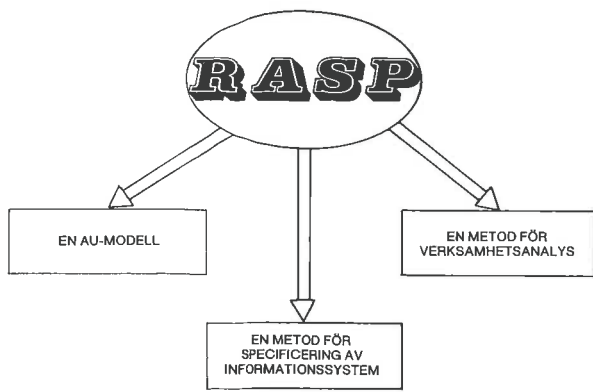 RASP
EN AU-MODELL
EN METOD FÖR
VERKSAMHETSANALYS
EN METOD FÖR
SPECIFICERING AV
INFORMATIONSSYSTEM